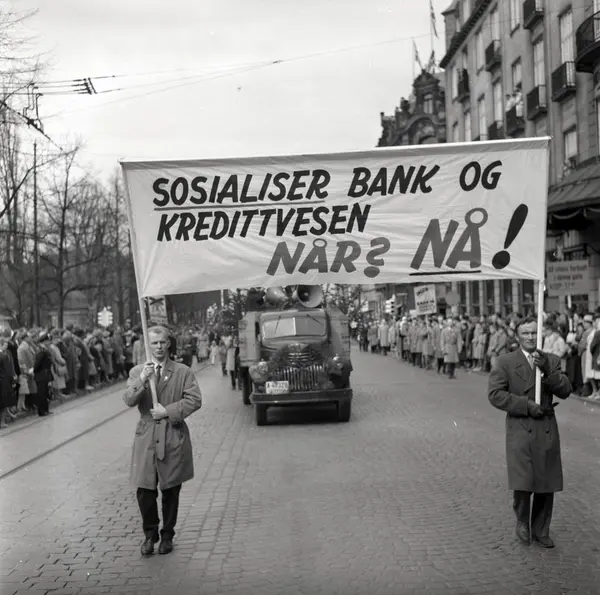 SOSIALISER BANK OG
KREDITTVESEN
NÅR? NÅ!